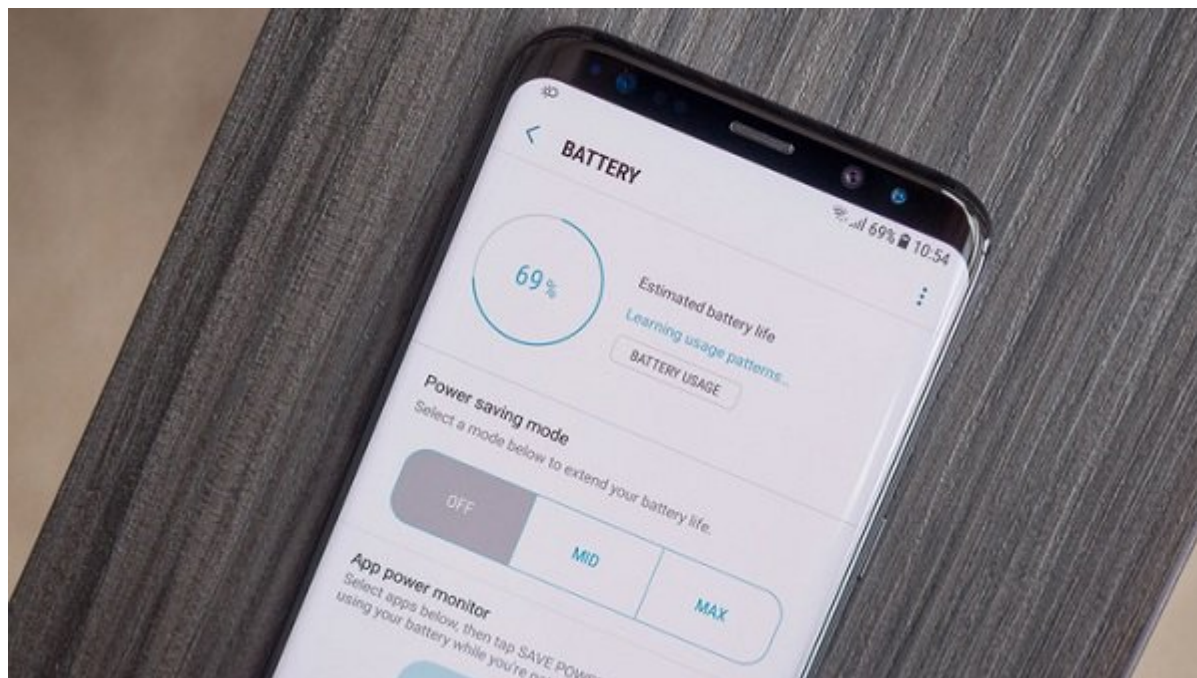 69% 10:54
BATTERY
69%
Estimated battery life
Learning usage patterns...
BATTERY USAGE
Power saving mode
Select a mode below to extend your battery life.
OFF
MID
MAX
App power monitor
Select apps below, then tap SAVE
using your battery while you're